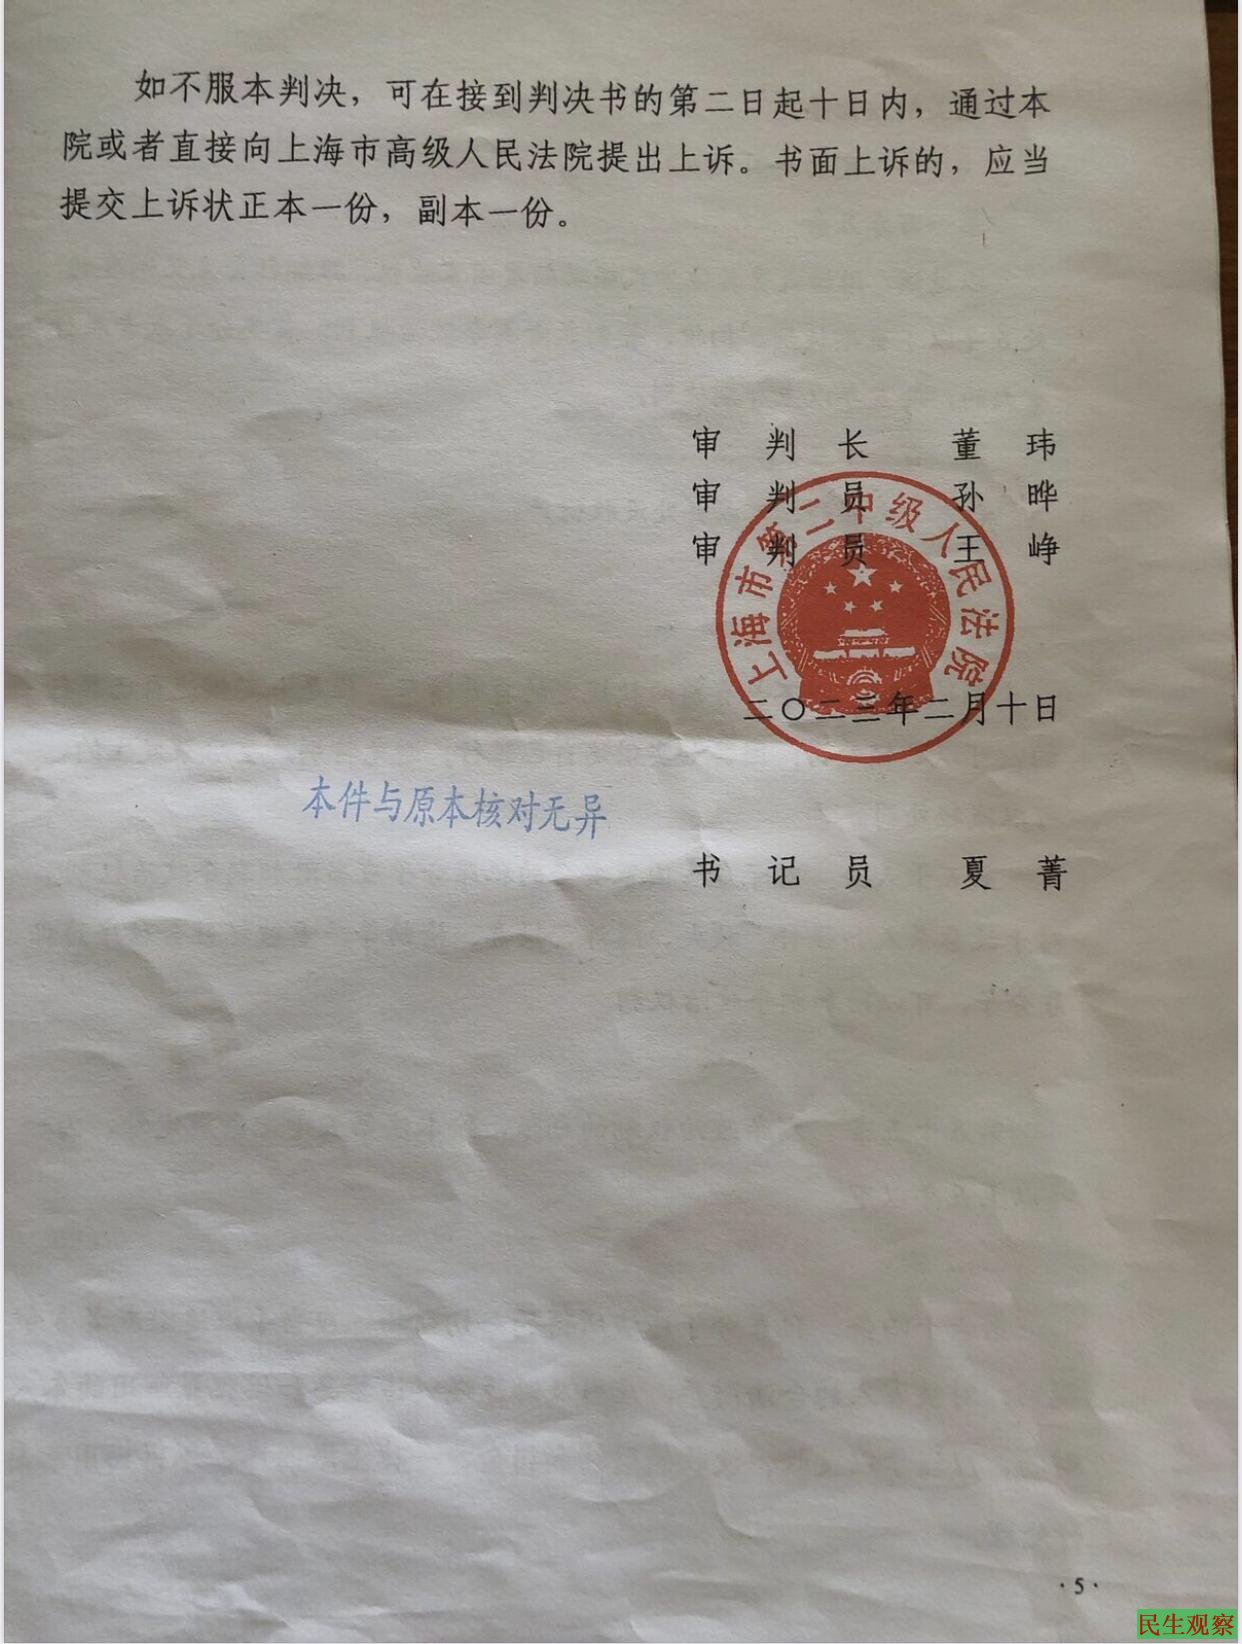 如不服本判决，可在接到判决书的第二日起十日内，通过本
院或者直接向上海市高级人民法院提出上诉。书面上诉的，应当
提交上诉状正本一份，副本一份。
审判长 董玮
审判员 孙晔
审判员 王峥
上海市第二中级人民法院
二〇二三年二月十日
本件与原本核对无异
书记员 夏菁
·5·
民生观察